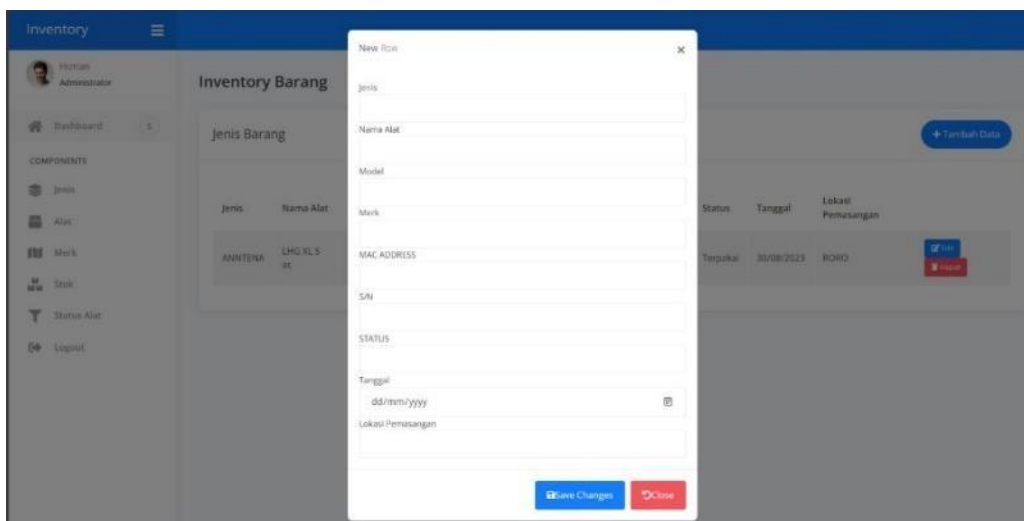 Inventory
Administrator
Dashboard 5
COMPONENTS
Jenis
Alat
Merk
Stok
Status Alat
Logout
Inventory Barang
Jenis Barang
Tambah Data
Jenis Nama Alat Status Tanggal Lokasi Pemasangan
ANNTENA LHG XL 5 Terpakai 30/08/2023 RORO
Edit
Hapus
New Row
Jenis
Nama Alat
Model
Merk
MAC ADDRESS
S/N
STATUS
Tanggal
dd/mm/yyyy
Lokasi Pemasangan
Save Changes
Close